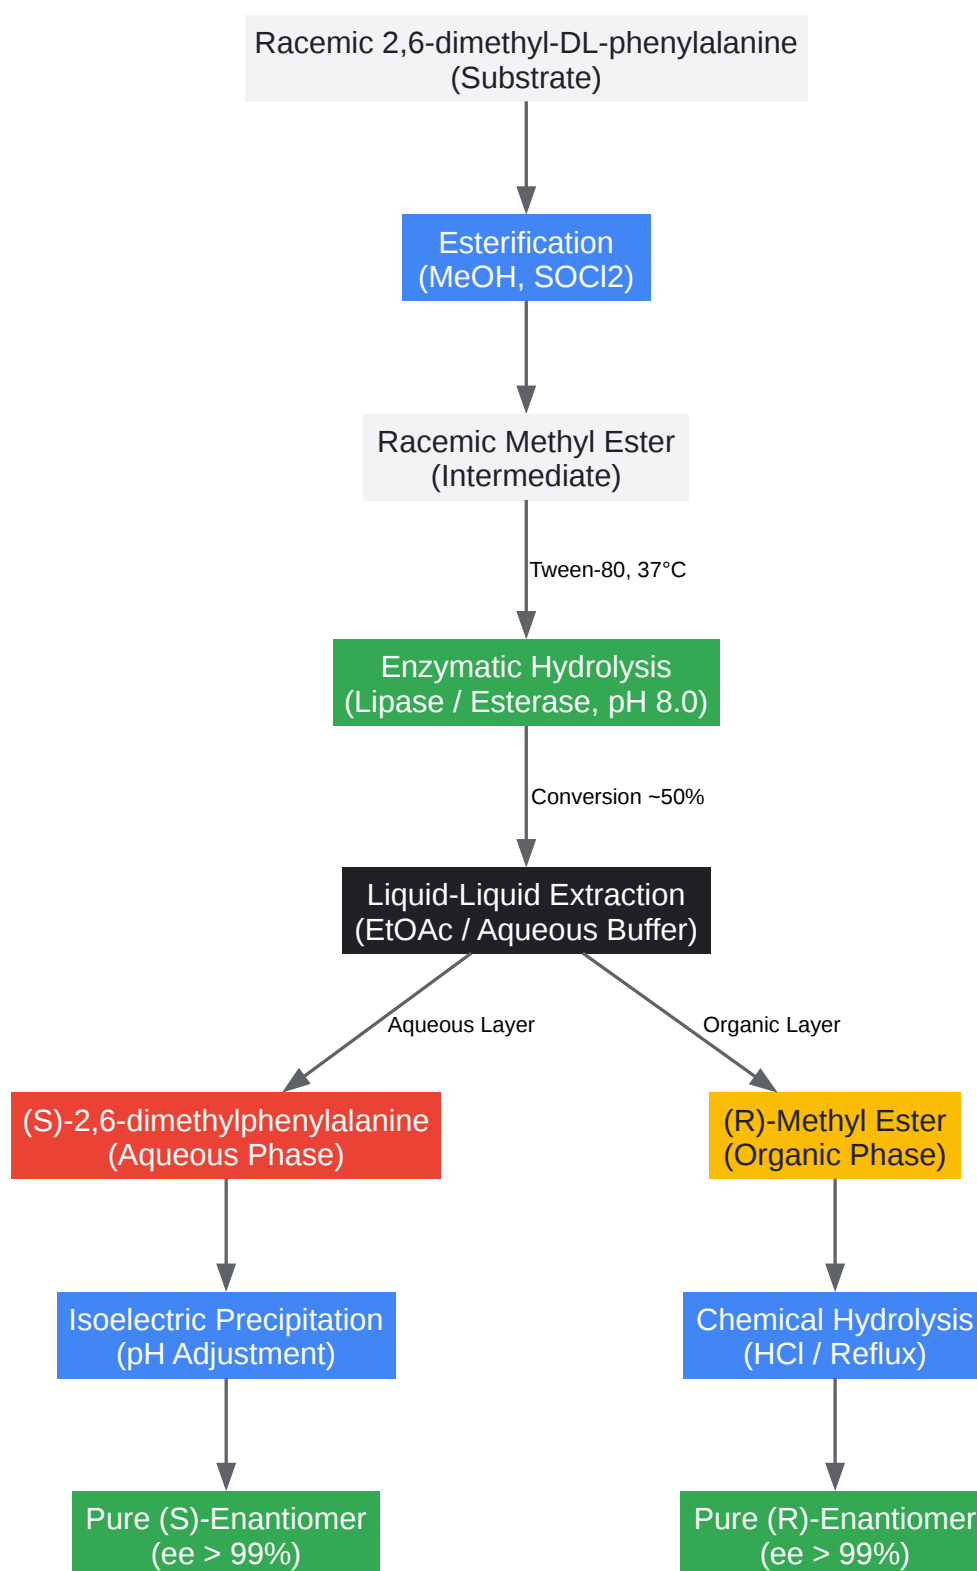 Racemic 2,6-dimethyl-DL-phenylalanine
(Substrate)
Esterification
(MeOH, SOCl2)
Racemic Methyl Ester
(Intermediate)
Tween-80, 37°C
Enzymatic Hydrolysis
(Lipase / Esterase, pH 8.0)
Conversion ~50%
Liquid-Liquid Extraction
(EtOAc / Aqueous Buffer)
Aqueous Layer
Organic Layer
(S)-2,6-dimethylphenylalanine
(Aqueous Phase)
(R)-Methyl Ester
(Organic Phase)
Isoelectric Precipitation
(pH Adjustment)
Chemical Hydrolysis
(HCl / Reflux)
Pure (S)-Enantiomer
(ee > 99%)
Pure (R)-Enantiomer
(ee > 99%)